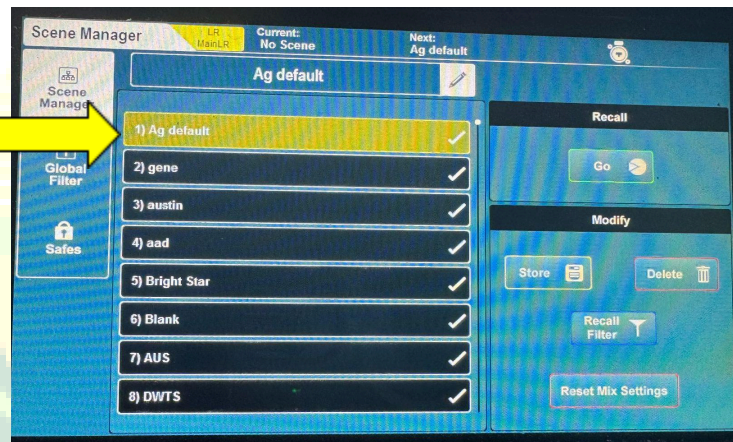 Scene Manager
LR
MainLR
Current:
No Scene
Next:
Ag default
Scene
Manager
Global
Filter
Safes
Ag default
1) Ag default
2) gene
3) austin
4) aad
5) Bright Star
6) Blank
7) AUS
8) DWTS
Recall
Go
Modify
Store
Delete
Recall
Filter
Reset Mix Settings